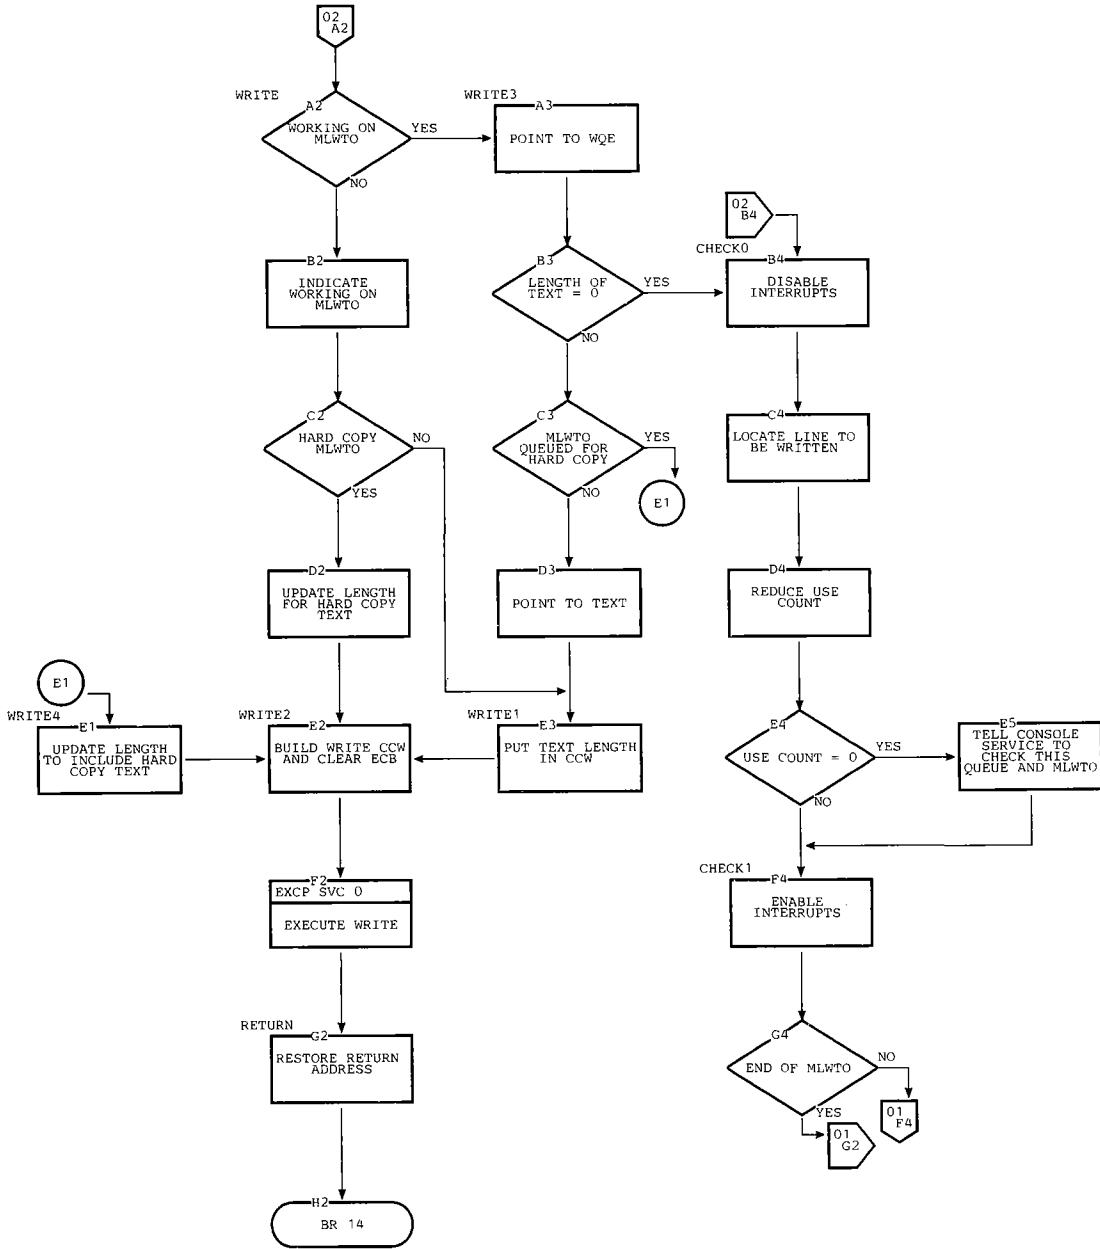 02
A2
WRITE
A2
WORKING ON
MLWTO
YES
NO
WRITE3
A3
POINT TO WQE
02
B4
CHECK0
B2
INDICATE
WORKING ON
MLWTO
B3
LENGTH OF
TEXT = 0
YES
NO
B4
DISABLE
INTERRUPTS
C2
HARD COPY
MLWTO
NO
YES
C3
MLWTO
QUEUED FOR
HARD COPY
YES
NO
E1
C4
LOCATE LINE TO
BE WRITTEN
D2
UPDATE LENGTH
FOR HARD COPY
TEXT
D3
POINT TO TEXT
D4
REDUCE USE
COUNT
E1
WRITE4
E1
UPDATE LENGTH
TO INCLUDE HARD
COPY TEXT
WRITE2
E2
BUILD WRITE CCW
AND CLEAR ECB
WRITE1
E3
PUT TEXT LENGTH
IN CCW
E4
USE COUNT = 0
YES
NO
E5
TELL CONSOLE
SERVICE TO
CHECK THIS
QUEUE AND MLWTO
F2
EXCP SVC 0
EXECUTE WRITE
CHECK1
F4
ENABLE
INTERRUPTS
RETURN
G2
RESTORE RETURN
ADDRESS
G4
END OF MLWTO
NO
YES
01
F4
01
G2
H2
BR 14